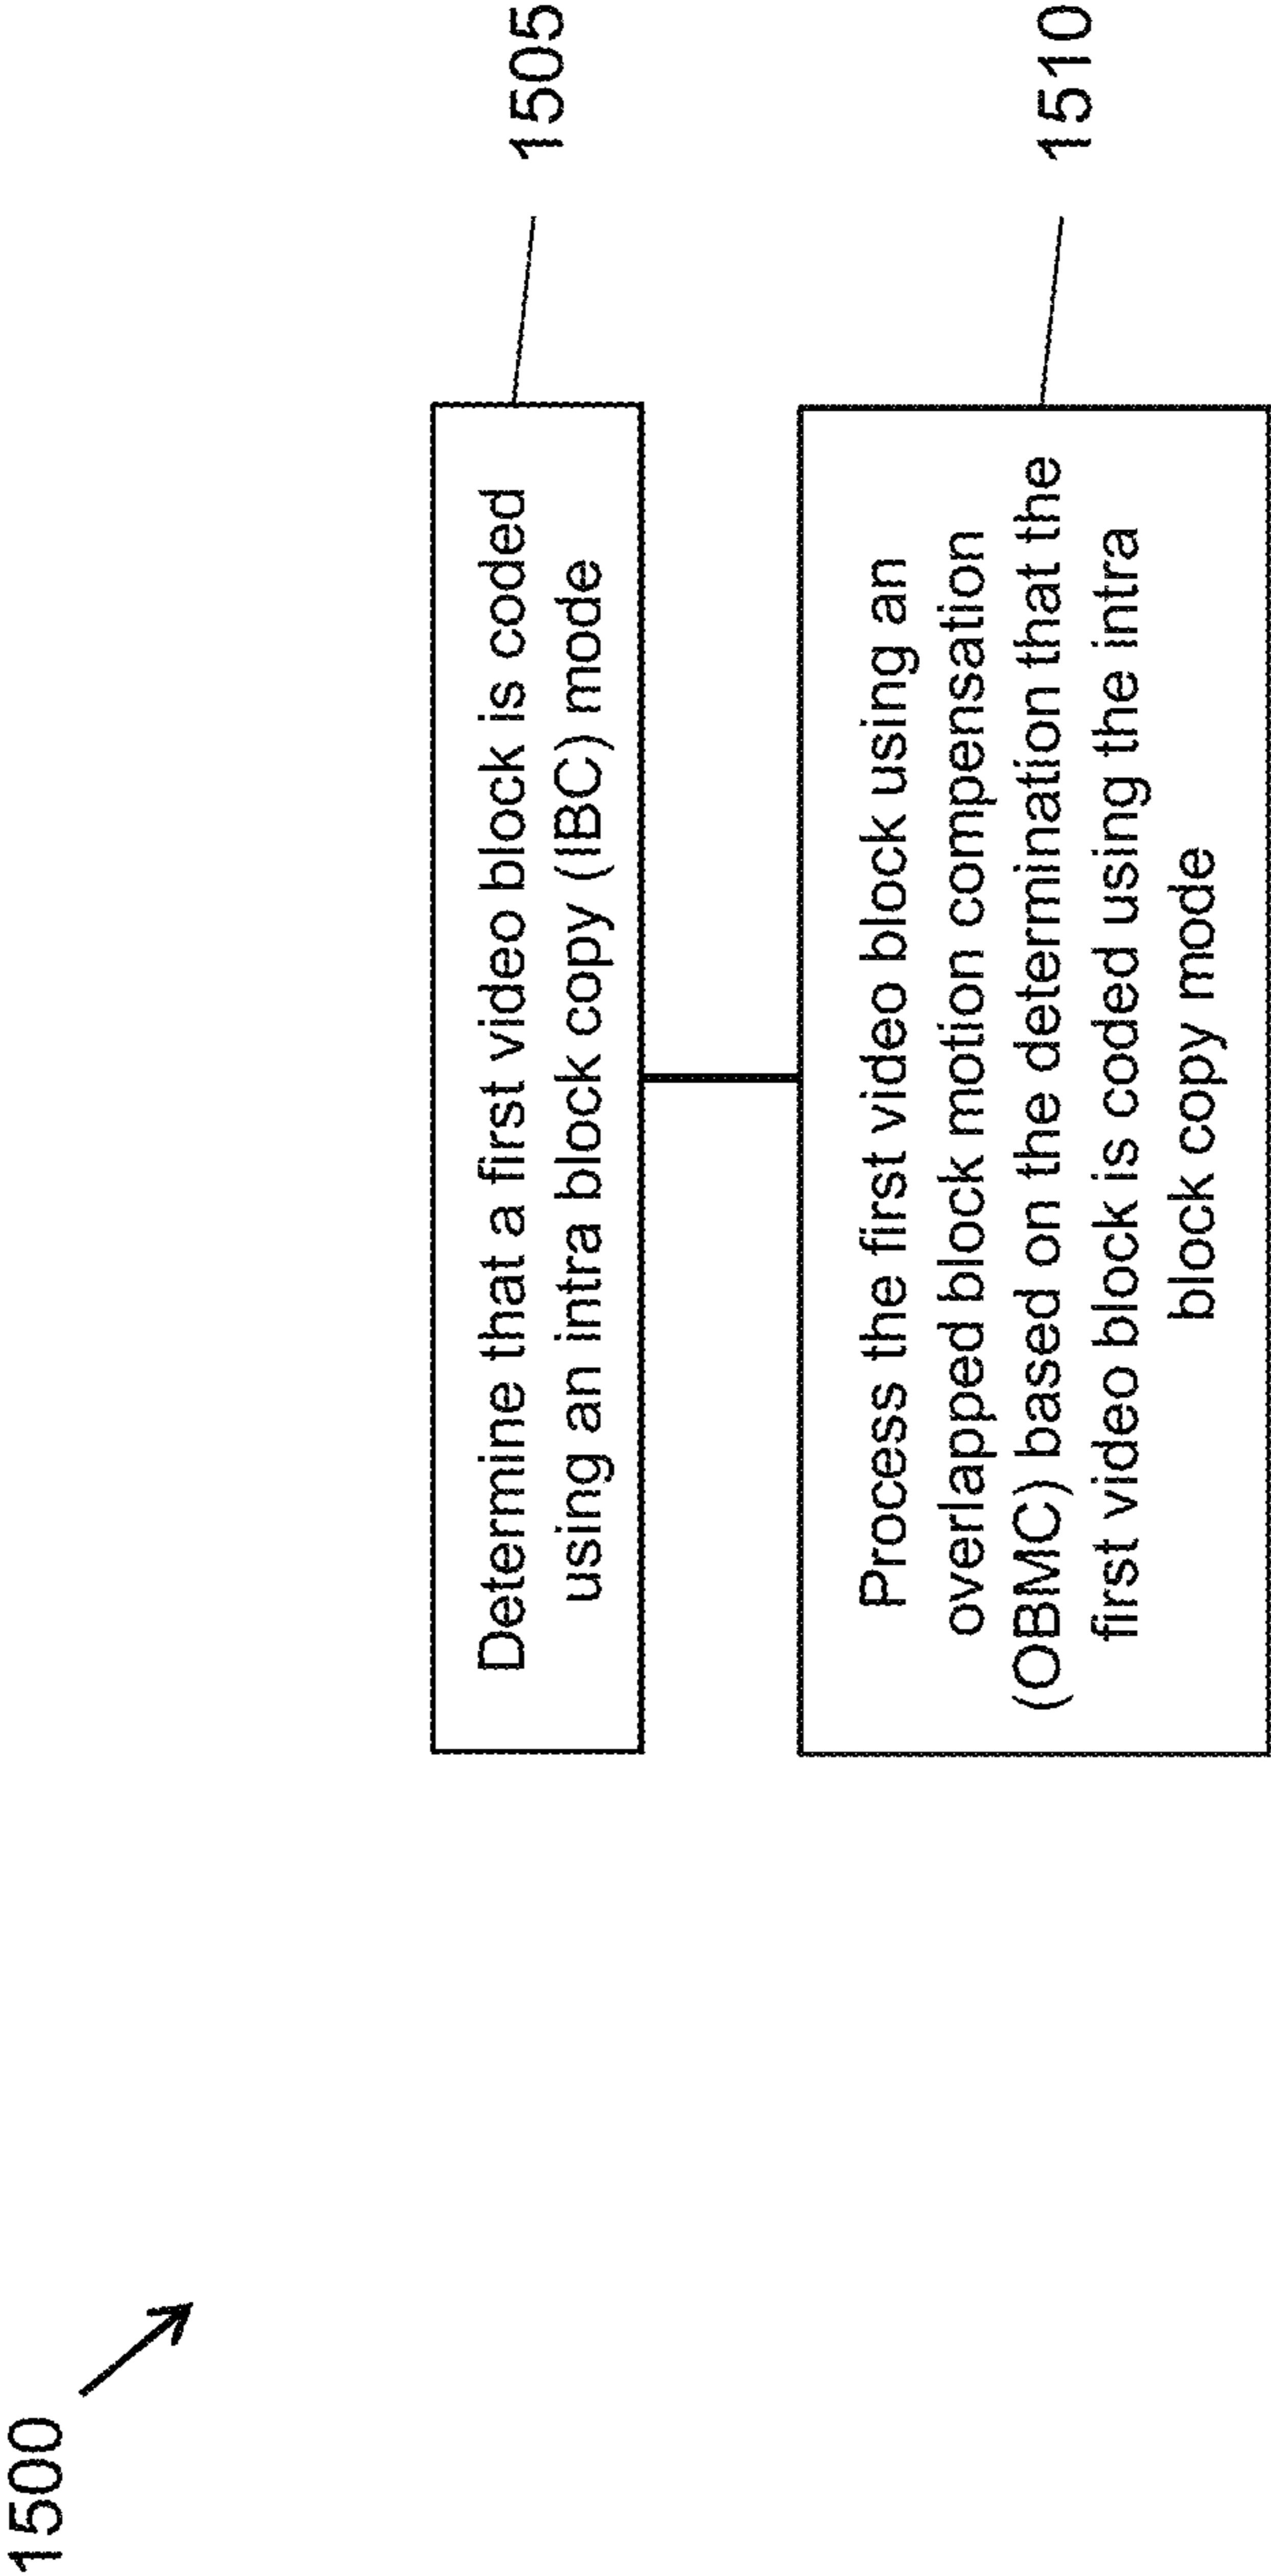 1500
Determine that a first video block is coded
using an intra block copy (IBC) mode
1505
Process the first video block using an
overlapped block motion compensation
(OBMC) based on the determination that the
first video block is coded using the intra
block copy mode
1510